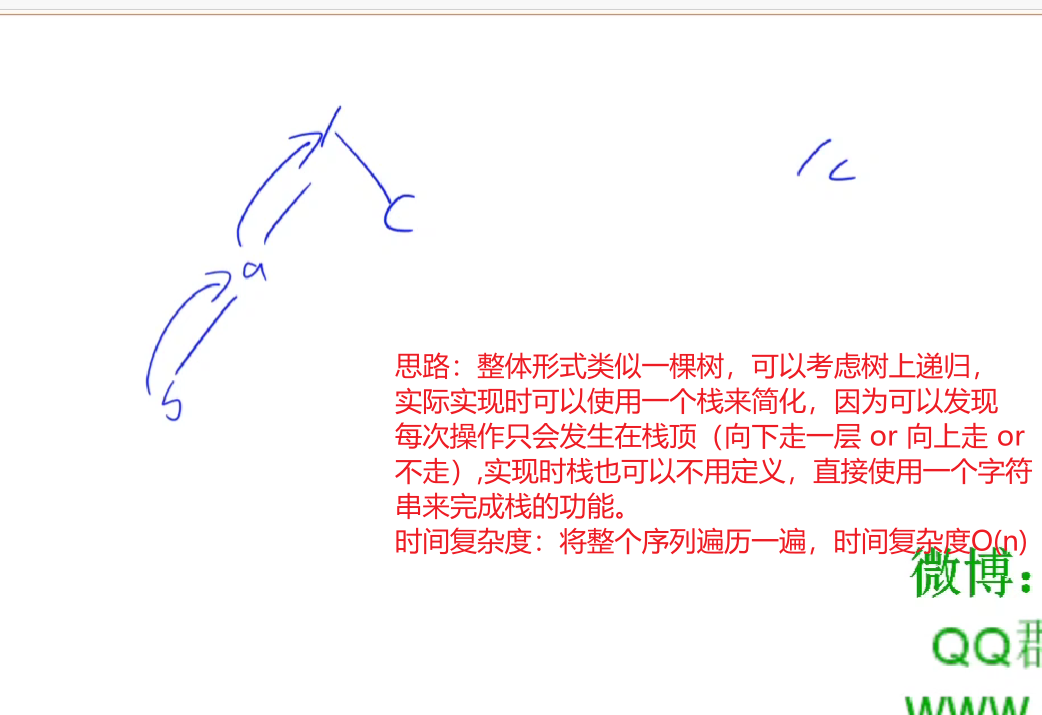 /
/c
C
a
b
思路：整体形式类似一棵树，可以考虑树上递归，
实际实现时可以使用一个栈来简化，因为可以发现
每次操作只会发生在栈顶（向下走一层 or 向上走 or
不走）,实现时栈也可以不用定义，直接使用一个字符
串来完成栈的功能。
时间复杂度：将整个序列遍历一遍，时间复杂度O(n)
微博：
QQ群
www.